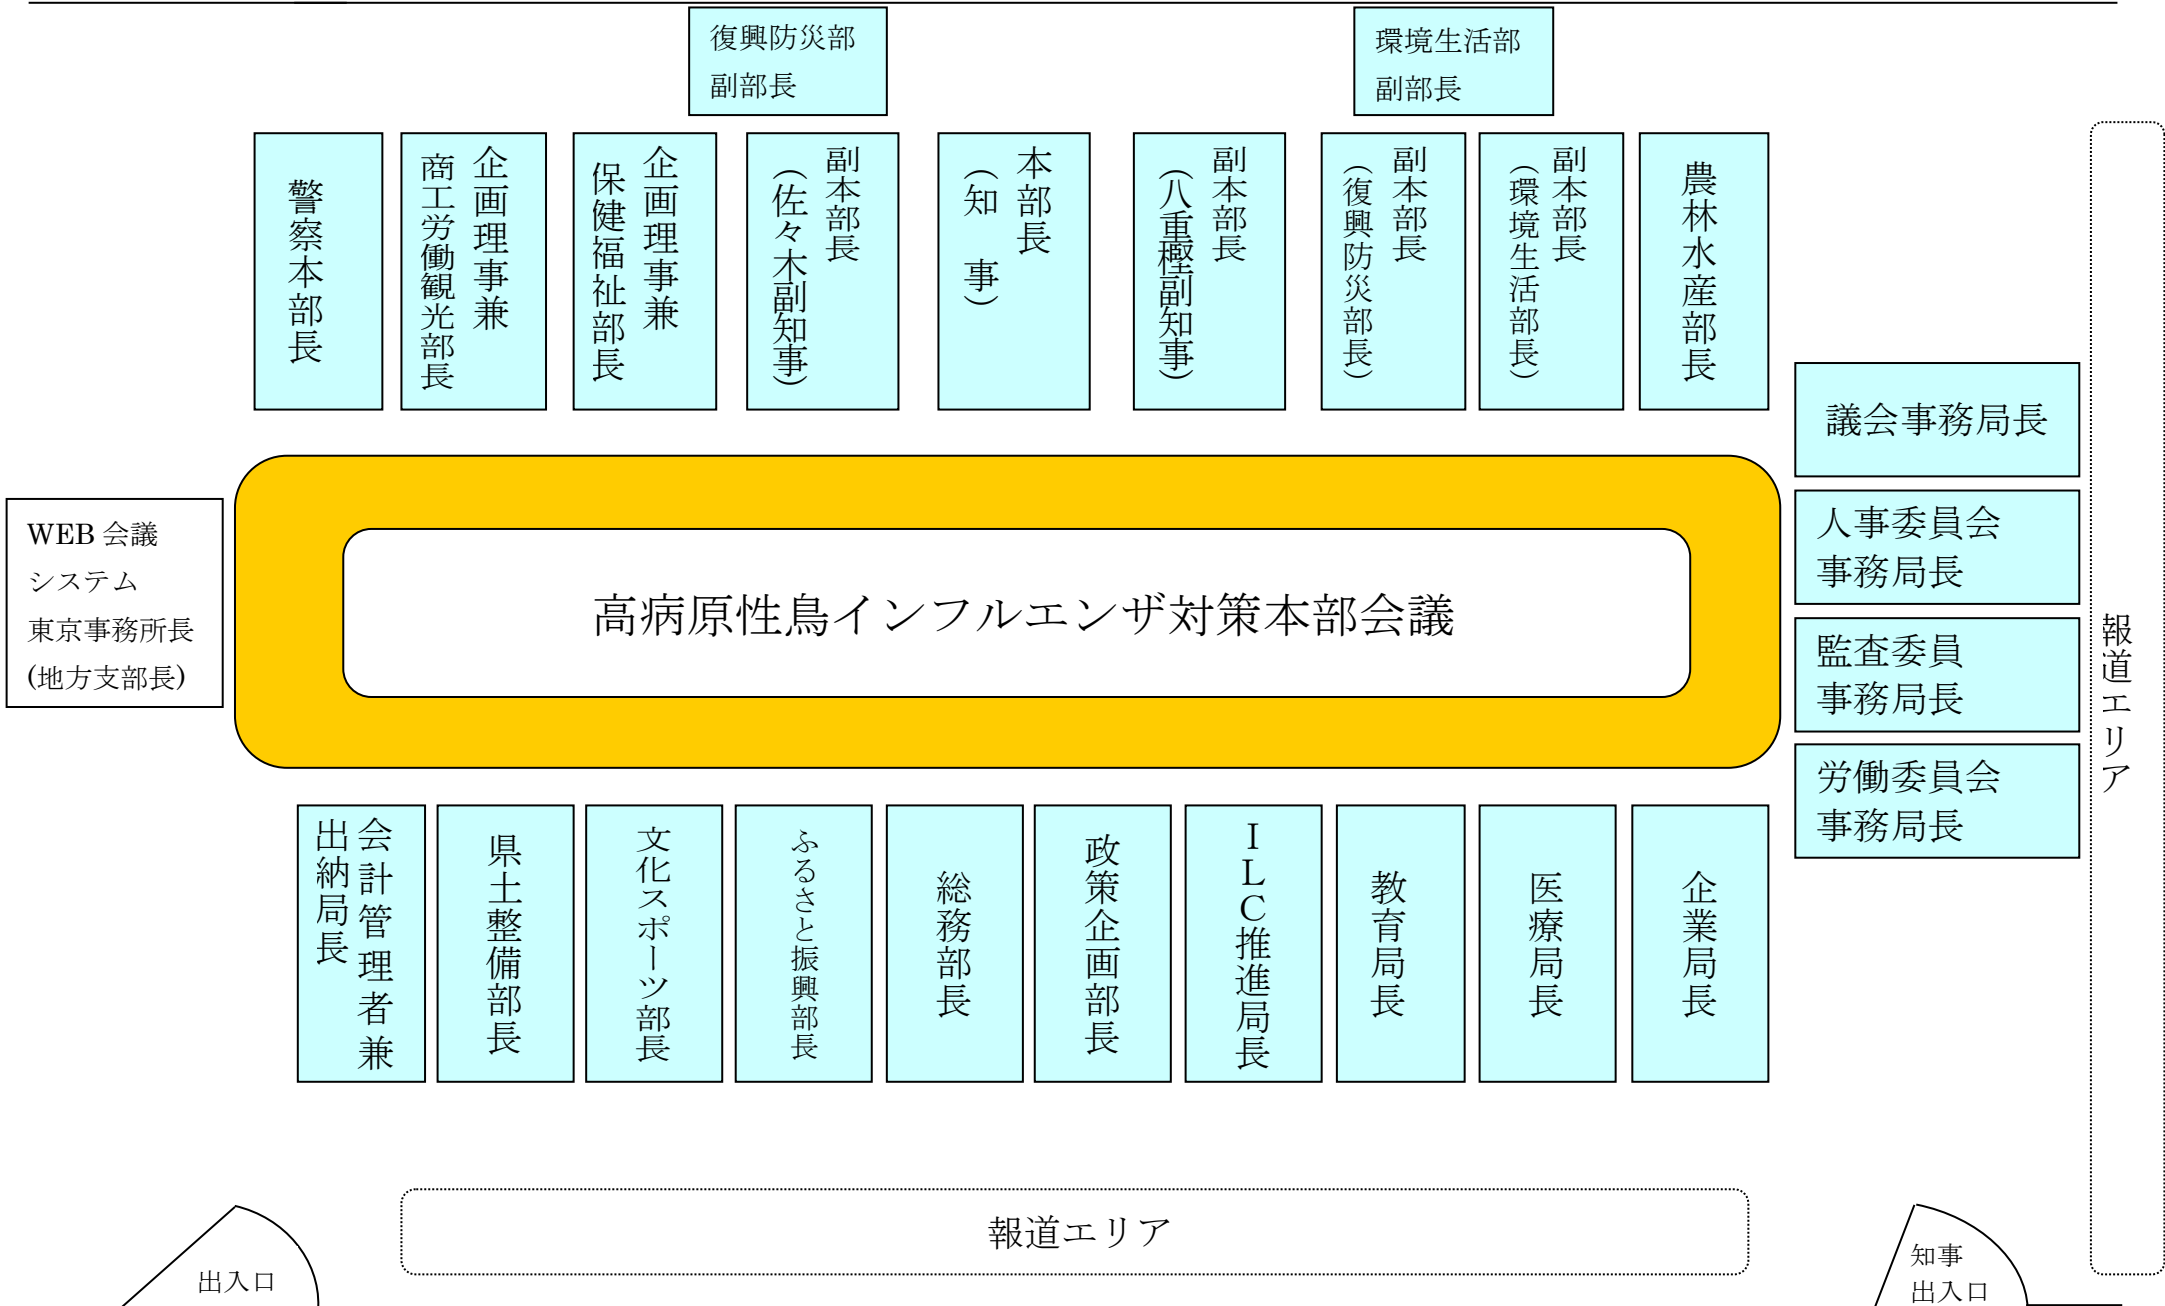 復興防災部
副部長
環境生活部
副部長
警察本部長
企画理事兼
商工労働観光部長
企画理事兼
保健福祉部長
副本部長
(佐々木副知事)
本部長
(知　事)
副本部長
(八重樫副知事)
副本部長
(復興防災部長)
副本部長
(環境生活部長)
農林水産部長
議会事務局長
人事委員会
事務局長
監査委員
事務局長
労働委員会
事務局長
報道エリア
WEB 会議
システム
東京事務所長
(地方支部長)
高病原性鳥インフルエンザ対策本部会議
会計管理者兼
出納局長
県土整備部長
文化スポーツ部長
ふるさと振興部長
総務部長
政策企画部長
ＩＬＣ推進局長
教育局長
医療局長
企業局長
報道エリア
出入口
知事
出入口